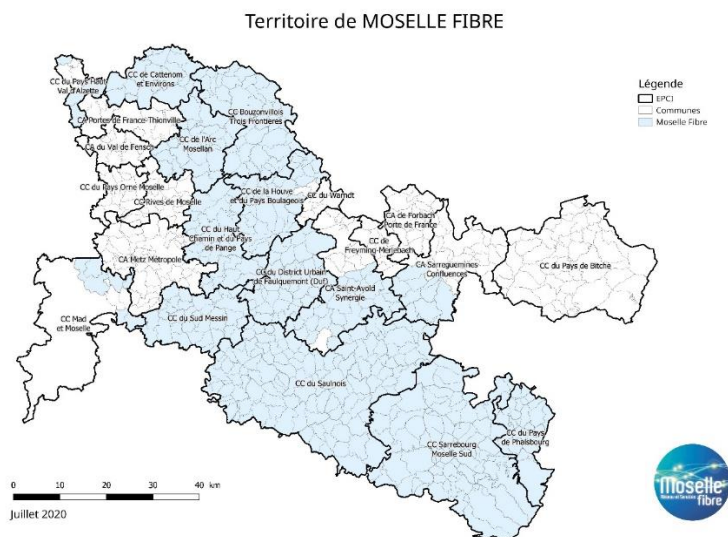 Territoire de MOSELLE FIBRE
Légende
EPCI
Communes
Moselle Fibre
CC du Pays Haut
Val d'Alzette
CC de Cattenom
et Environs
CA Portes de France-Thionville
CC Bouzonvillois
Trois Frontières
CA du Val de Fensch
CC de l'Arc
Mosellan
CC du Pays Orne Moselle
CC Rives de Moselle
CC de la Houve
et du Pays Boulageois
CC du Warndt
CA de Forbach
Porte de France
CC du Haut
Chemin et du Pays
de Pange
CC de
Freyming-Merlebach
CA Metz Métropole
CC du District Urbain
de Faulquemont (Duf)
CA Sarreguemines
Confluences
CC du Pays de Bitche
CA Saint-Avold
Synergie
CC Mad
et Moselle
CC du Sud Messin
CC du Saulnois
CC Sarrebourg
Moselle Sud
CC du Pays
de Phalsbourg
0 10 20 30 40 km
Juillet 2020
Moselle
fibre